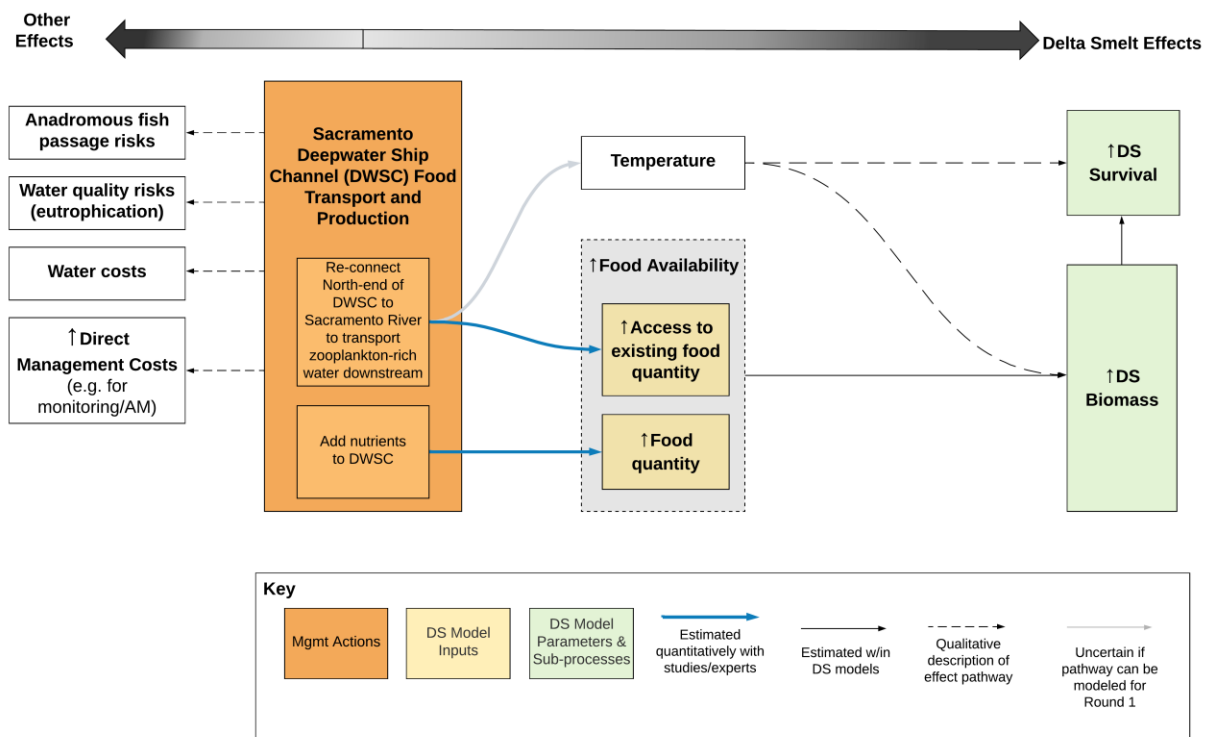 Other
Effects
Delta Smelt Effects
Anadromous fish
passage risks
Water quality risks
(eutrophication)
Water costs
↑Direct
Management Costs
(e.g. for
monitoring/AM)
Sacramento
Deepwater Ship
Channel (DWSC) Food
Transport and
Production
Re-connect
North-end of
DWSC to
Sacramento River
to transport
zooplankton-rich
water downstream
Add nutrients
to DWSC
Temperature
↑Food Availability
↑Access to
existing food
quantity
↑Food
quantity
↑DS
Survival
↑DS
Biomass
Key
Mgmt Actions
DS Model
Inputs
DS Model
Parameters &
Sub-processes
Estimated
quantitatively with
studies/experts
Estimated w/in
DS models
Qualitative
description of
effect pathway
Uncertain if
pathway can be
modeled for
Round 1